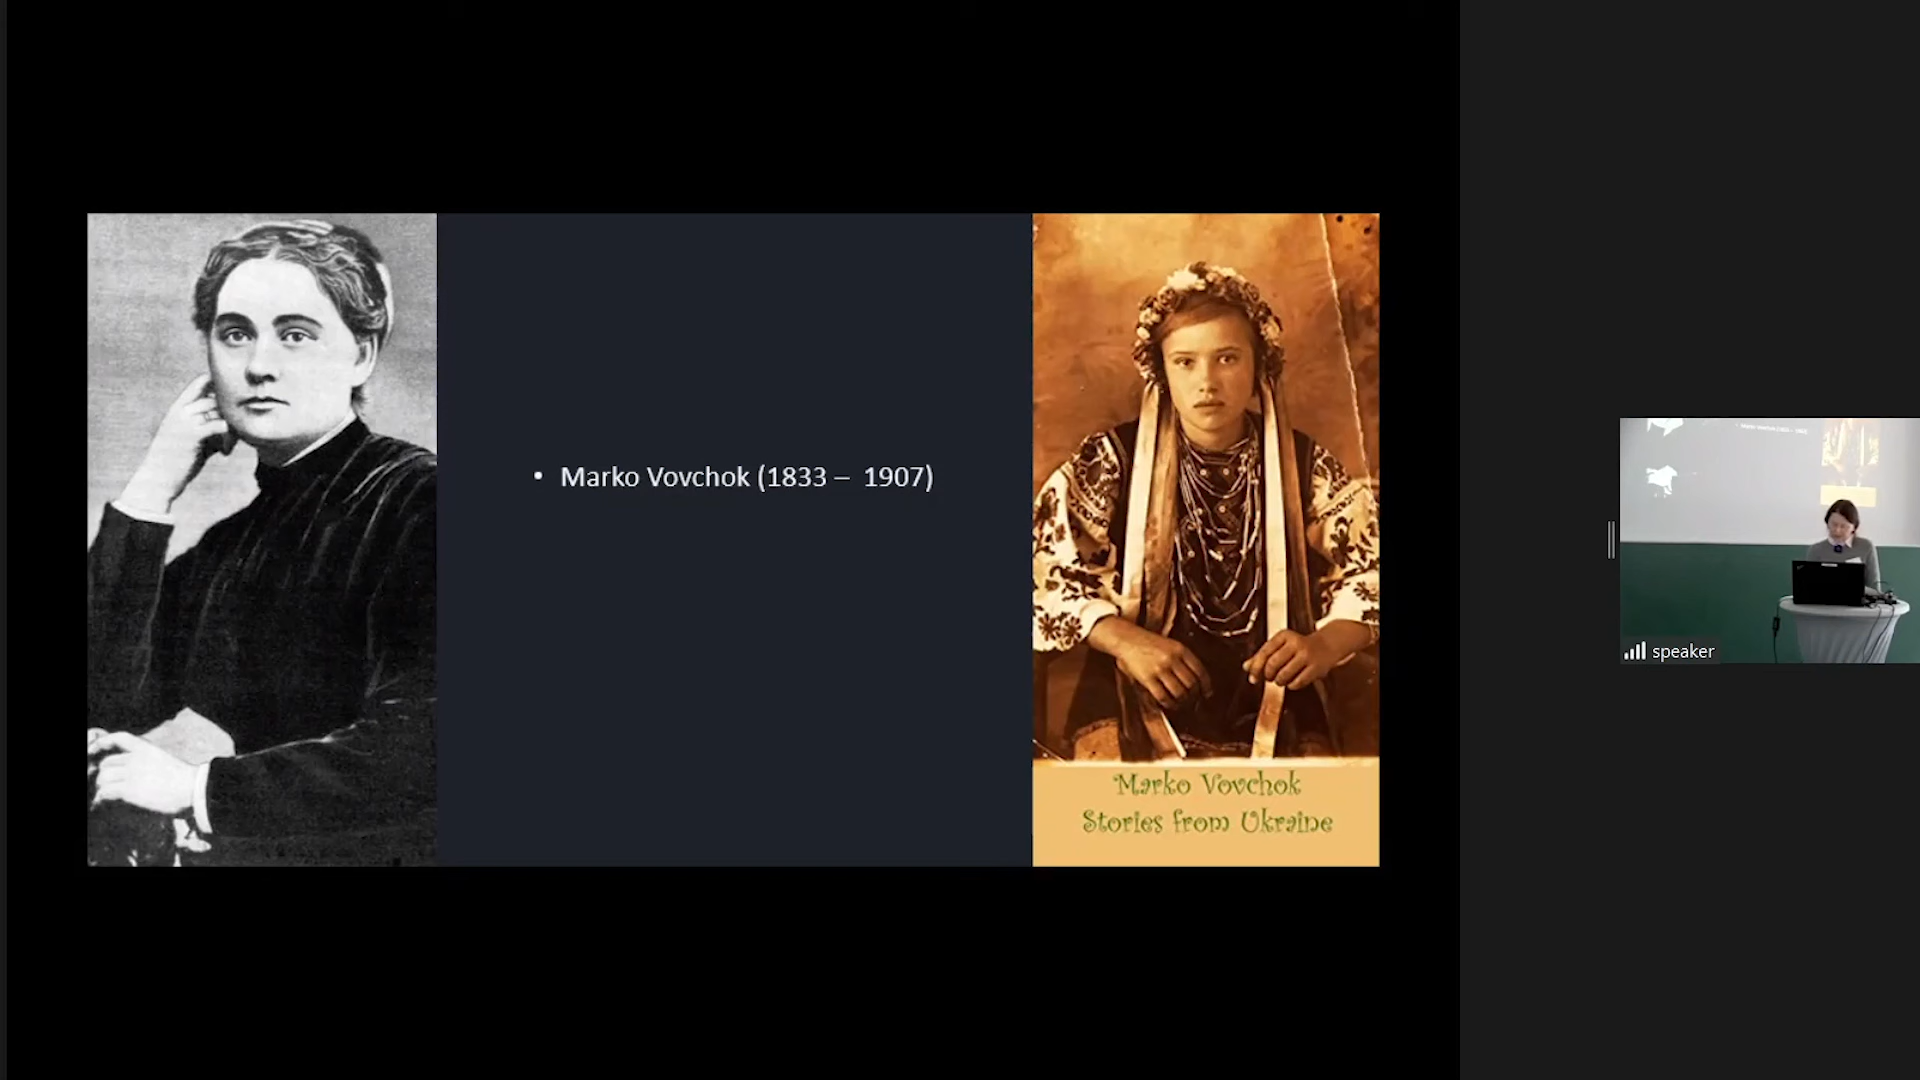 • Marko Vovchok (1833 – 1907)
Marko Vovchok
Stories from Ukraine
speaker